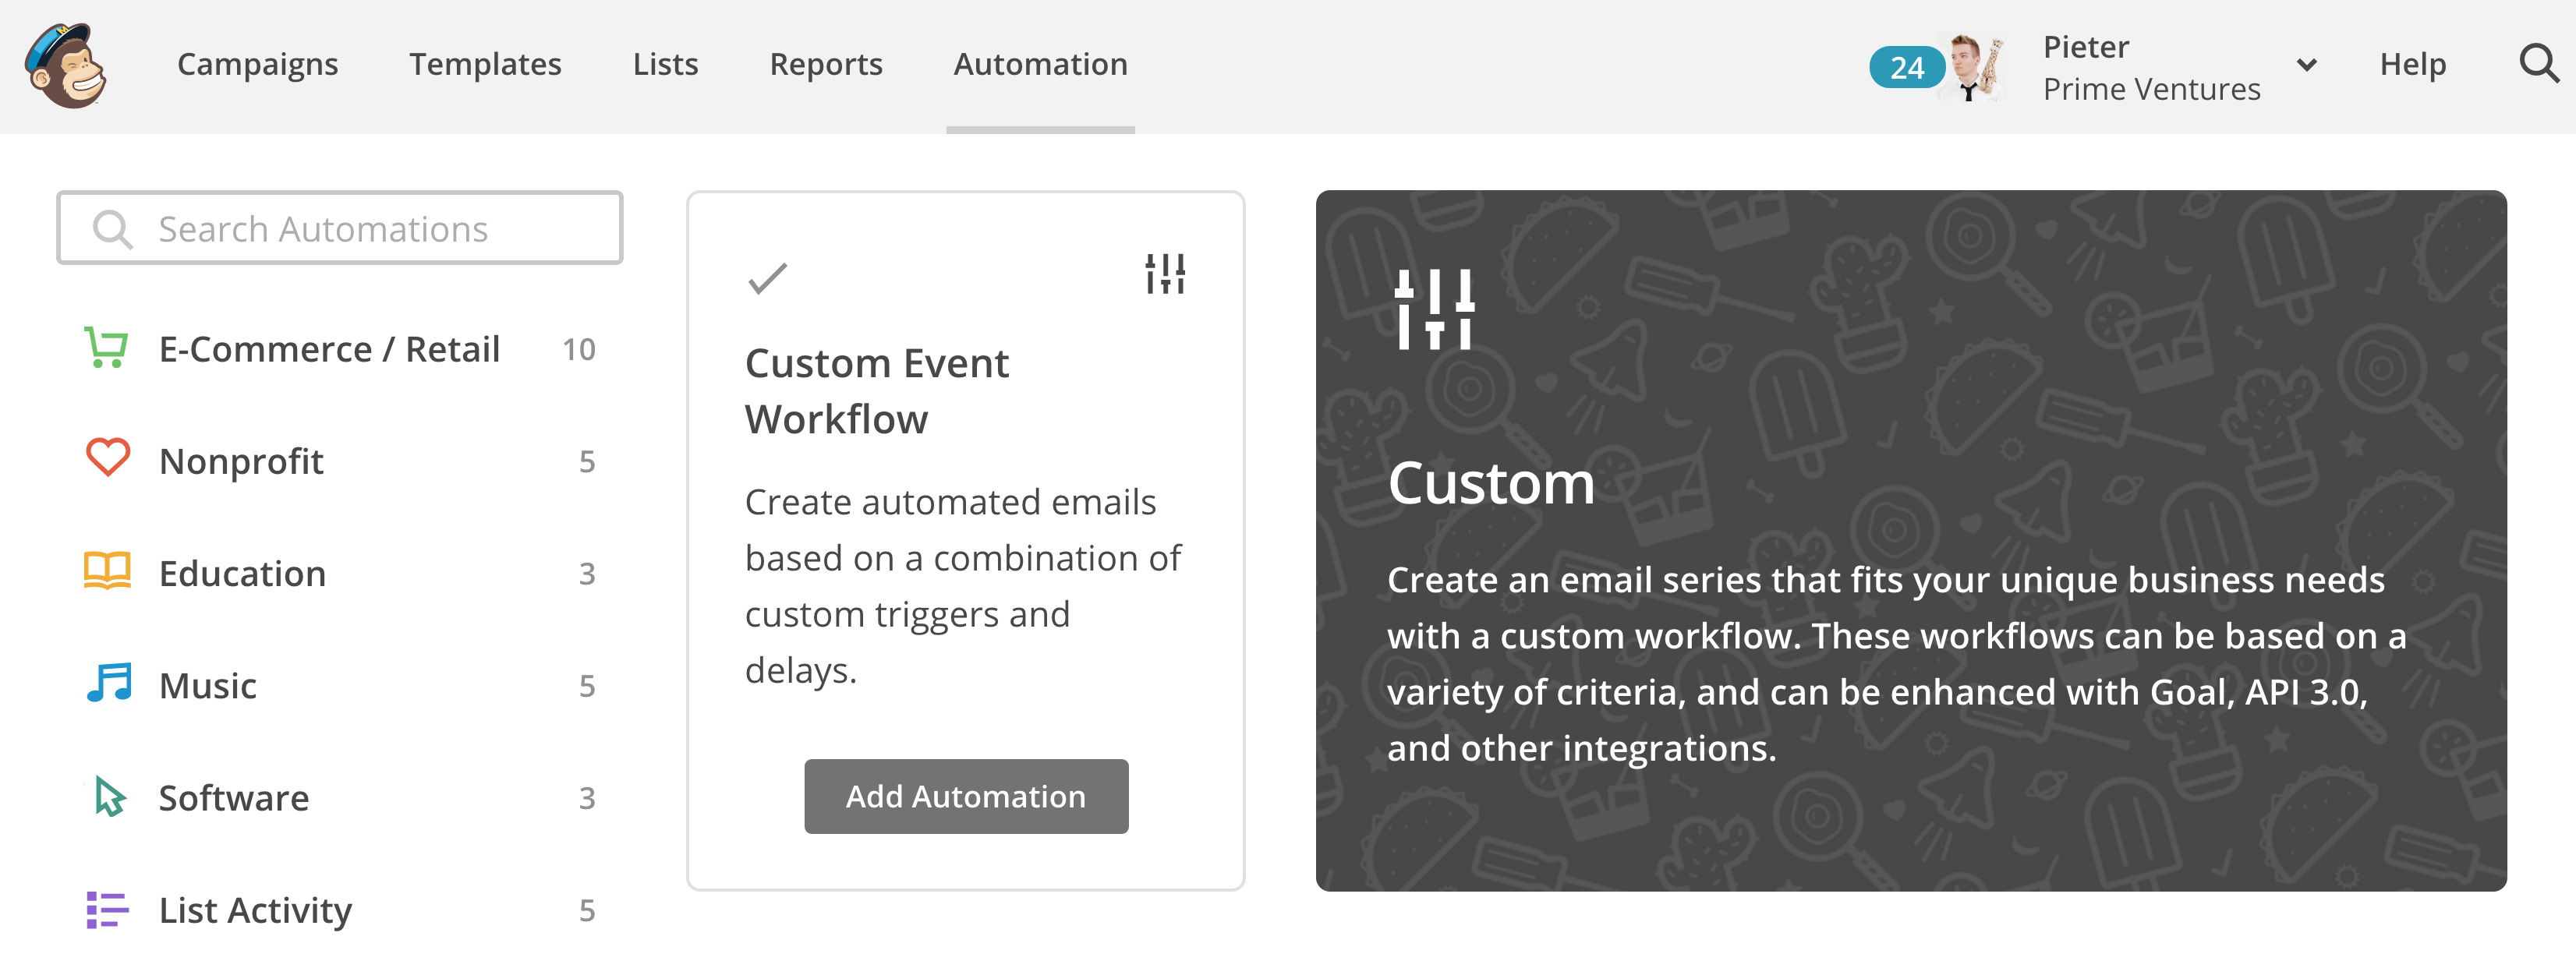 Campaigns
Templates
Lists
Reports
Automation
24
Pieter
Prime Ventures
Help
Search Automations
E-Commerce / Retail 10
Nonprofit 5
Education 3
Music 5
Software 3
List Activity 5
Custom Event
Workflow
Create automated emails
based on a combination of
custom triggers and
delays.
Add Automation
Custom
Create an email series that fits your unique business needs
with a custom workflow. These workflows can be based on a
variety of criteria, and can be enhanced with Goal, API 3.0,
and other integrations.